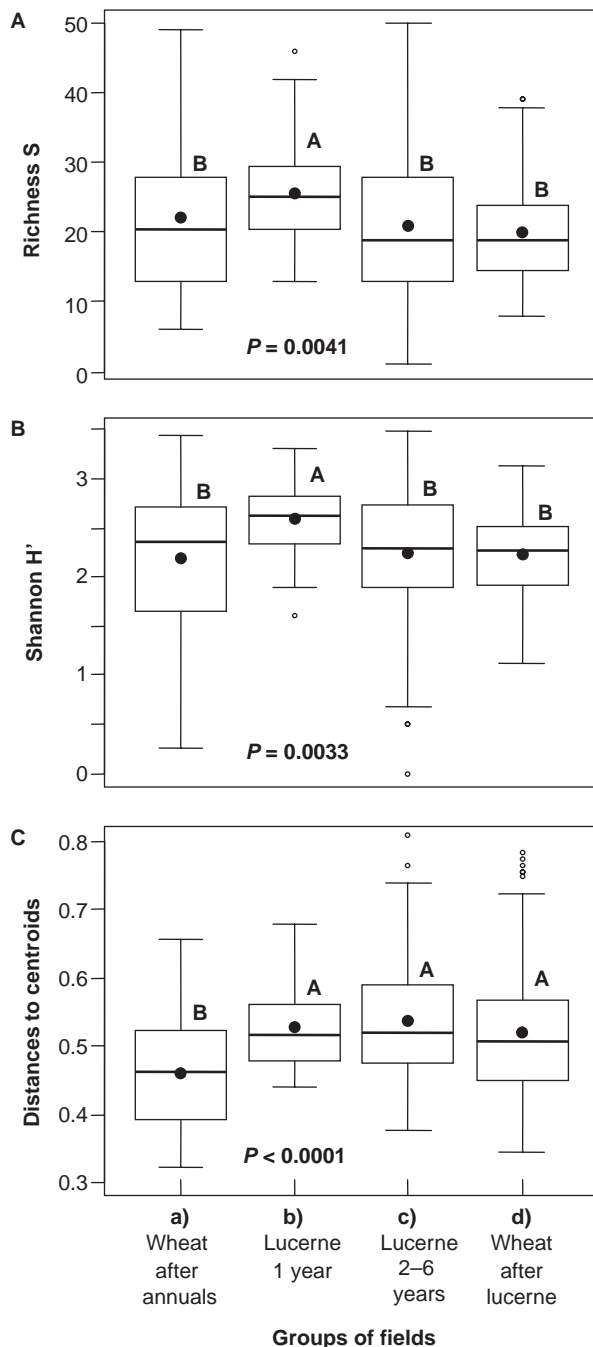 A
Richness S
50
40
30
20
10
0
B
A
B
B
P = 0.0041
B
Shannon H'
3
2
1
0
B
A
B
B
P = 0.0033
C
Distances to centroids
0.8
0.7
0.6
0.5
0.4
0.3
B
A
A
A
P < 0.0001
a)
Wheat
after
annuals
b)
Lucerne
1 year
c)
Lucerne
2–6
years
d)
Wheat
after
lucerne
Groups of fields